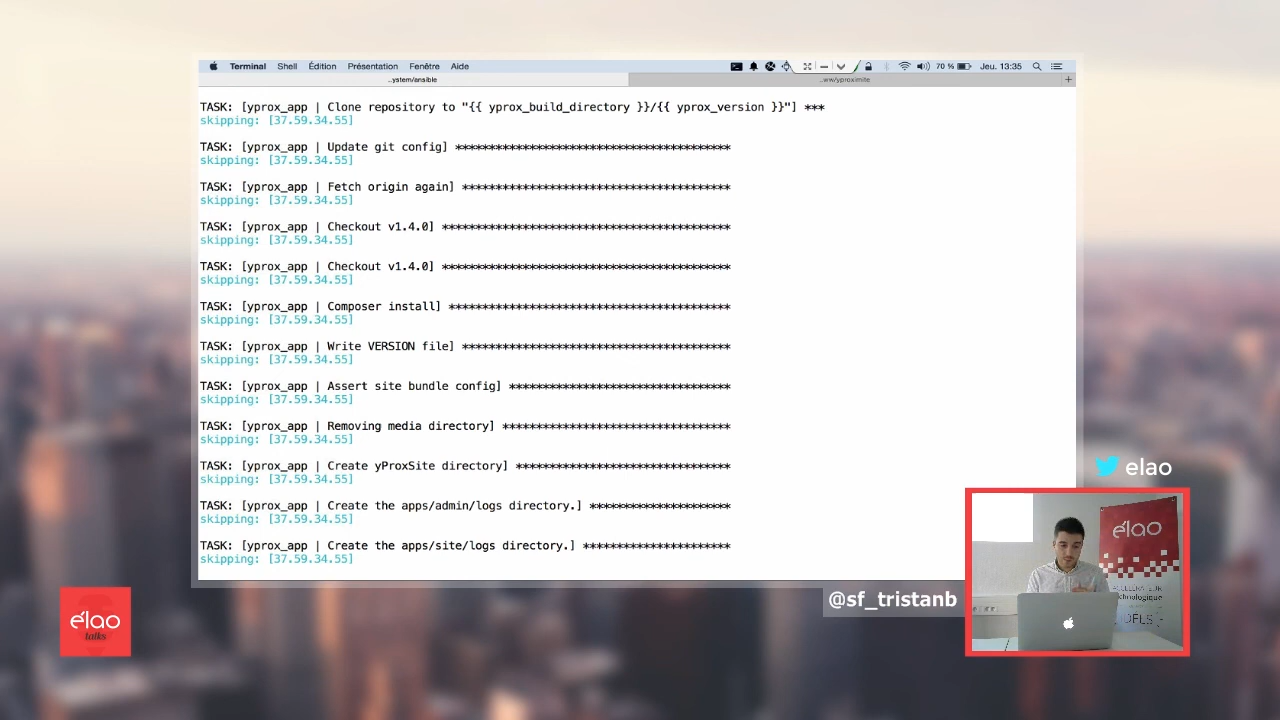 Terminal Shell Édition Présentation Fenêtre Aide 70 % Jeu. 13:35
..ystem/ansible ..ww/yproximite +
TASK: [yprox_app | Clone repository to "{{ yprox_build_directory }}/{{ yprox_version }}"] ***
skipping: [37.59.34.55]
TASK: [yprox_app | Update git config] *****************************************
skipping: [37.59.34.55]
TASK: [yprox_app | Fetch origin again] ****************************************
skipping: [37.59.34.55]
TASK: [yprox_app | Checkout v1.4.0] *******************************************
skipping: [37.59.34.55]
TASK: [yprox_app | Checkout v1.4.0] *******************************************
skipping: [37.59.34.55]
TASK: [yprox_app | Composer install] ******************************************
skipping: [37.59.34.55]
TASK: [yprox_app | Write VERSION file] ****************************************
skipping: [37.59.34.55]
TASK: [yprox_app | Assert site bundle config] *********************************
skipping: [37.59.34.55]
TASK: [yprox_app | Removing media directory] **********************************
skipping: [37.59.34.55]
TASK: [yprox_app | Create yProxSite directory] ********************************
skipping: [37.59.34.55]
TASK: [yprox_app | Create the apps/admin/logs directory.] *********************
skipping: [37.59.34.55]
TASK: [yprox_app | Create the apps/site/logs directory.] **********************
skipping: [37.59.34.55]
elao
élao
@sf_tristanb
élao
talks